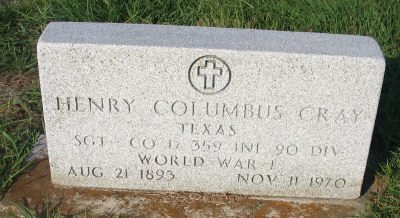 HENRY COLUMBUS CRAY
TEXAS
SGT CO D 359 INF 90 DIV
WORLD WAR I
AUG 21 1893 NOV 11 1970